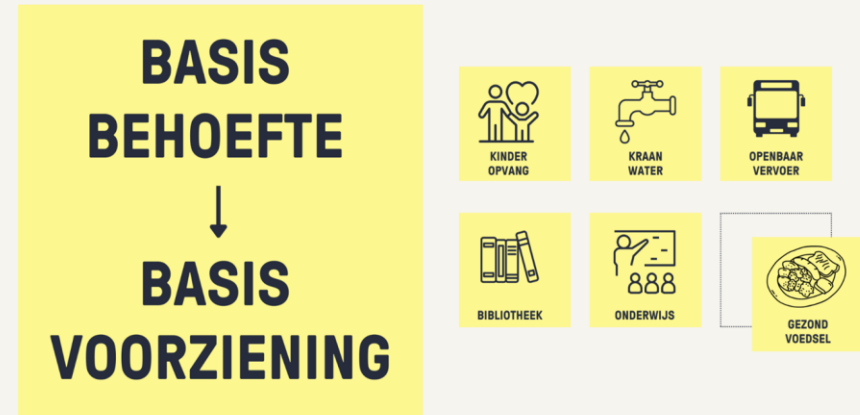 BASIS
BEHOEFTE
BASIS
VOORZIENING
KINDER
OPVANG
KRAAN
WATER
OPENBAAR
VERVOER
BIBLIOTHEEK
ONDERWIJS
GEZOND
VOEDSEL